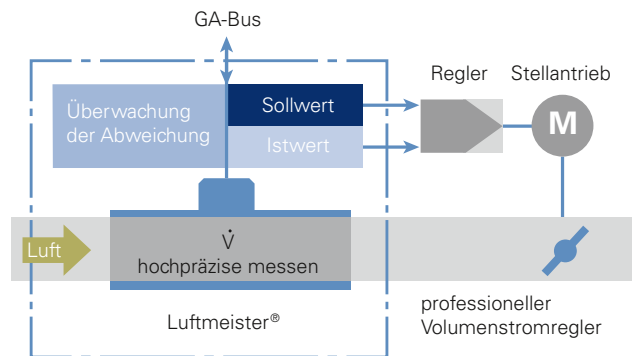 GA-Bus
Regler
Stellantrieb
Überwachung
der Abweichung
Sollwert
Istwert
M
Luft
V̇
hochpräzise messen
Luftmeister®
professioneller
Volumenstromregler